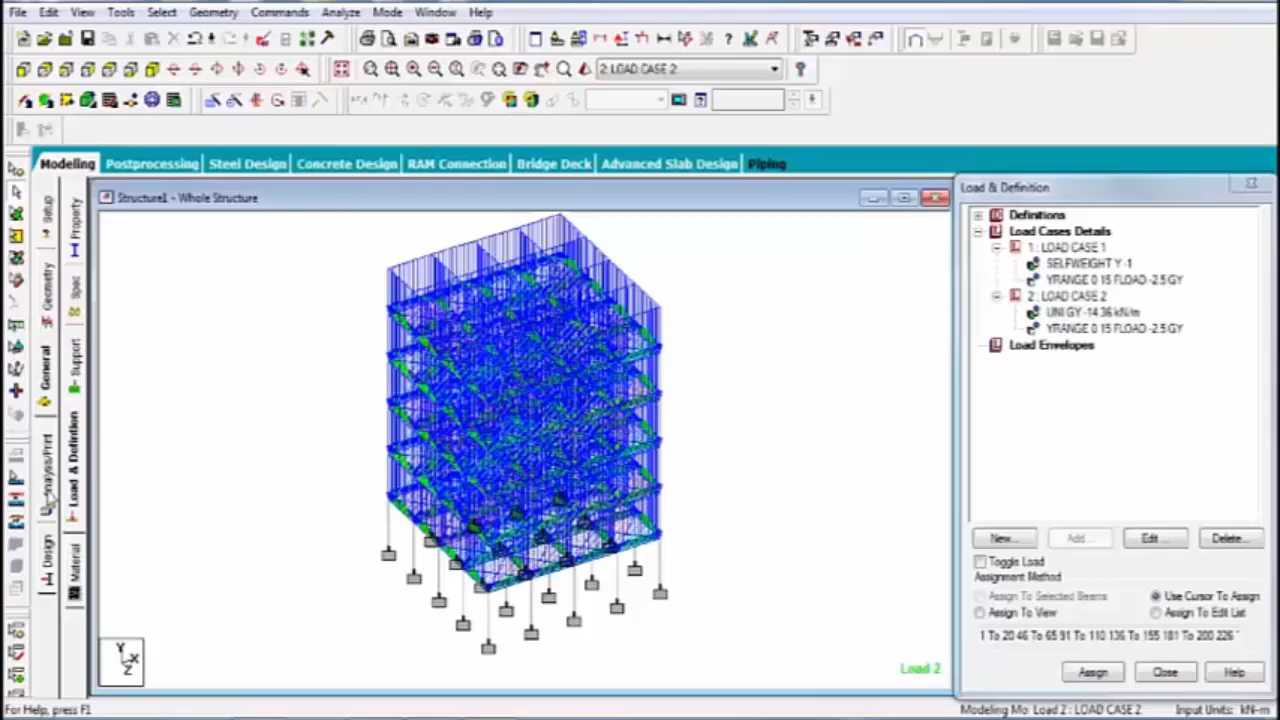 File Edit View Tools Select Geometry Commands Analyze Mode Window Help
2: LOAD CASE 2
Modeling Postprocessing Steel Design Concrete Design RAM Connection Bridge Deck Advanced Slab Design Piping
Setup
Geometry
General
Analysis/Print
Design
Property
Spec
Support
Load & Definition
Material
Structure1 - Whole Structure
Load 2
Y
X
Z
Load & Definition
Definitions
Load Cases Details
1 : LOAD CASE 1
SELFWEIGHT Y -1
YRANGE 0 15 FLOAD -2.5 GY
2 : LOAD CASE 2
UNI GY -14.36 kN/m
YRANGE 0 15 FLOAD -2.5 GY
Load Envelopes
New... Add... Edit... Delete...
Toggle Load
Assignment Method
Assign To Selected Beams Use Cursor To Assign
Assign To View Assign To Edit List
1 To 20 46 To 65 91 To 110 136 To 155 181 To 200 226
Assign Close Help
For Help, press F1 Modeling Mo Load 2 : LOAD CASE 2 Input Units: kN-m